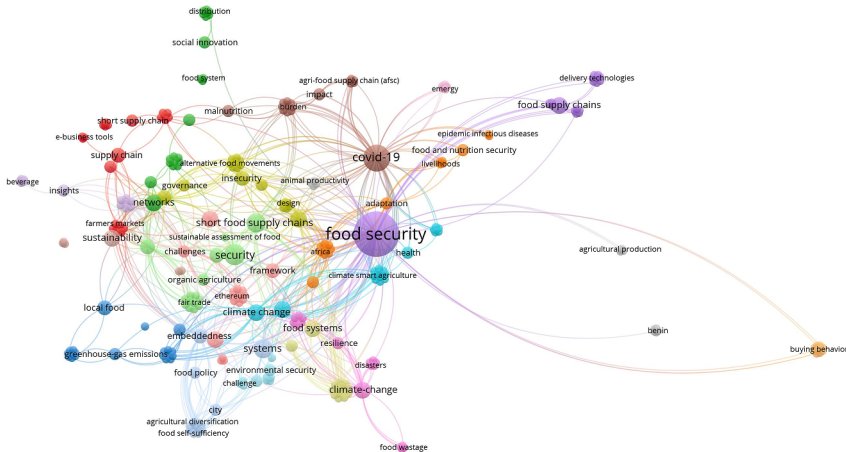 distribution
social innovation
food system
agri-food supply chain (afsc)
impact
burden
malnutrition
emergy
delivery technologies
food supply chains
short supply chain
e-business tools
supply chain
epidemic infectious diseases
food and nutrition security
livelihoods
covid-19
alternative food movements
insecurity
animal productivity
governance
beverage
insights
networks
design
adaptation
farmers markets
short food supply chains
sustainability
sustainable assessment of food
food security
challenges
security
africa
health
agricultural production
organic agriculture
framework
climate smart agriculture
ethereum
fair trade
local food
climate change
food systems
embeddedness
resilience
benin
greenhouse-gas emissions
systems
buying behavior
food policy
environmental security
disasters
challenge
climate-change
city
agricultural diversification
food self-sufficiency
food wastage